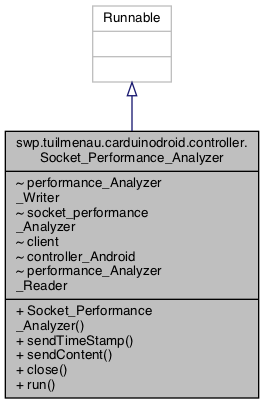 Runnable
swp.tuilmenau.carduinodroid.controller.
Socket_Performance_Analyzer
~ performance_Analyzer
_Writer
~ socket_performance
_Analyzer
~ client
~ controller_Android
~ performance_Analyzer
_Reader
+ Socket_Performance
_Analyzer()
+ sendTimeStamp()
+ sendContent()
+ close()
+ run()